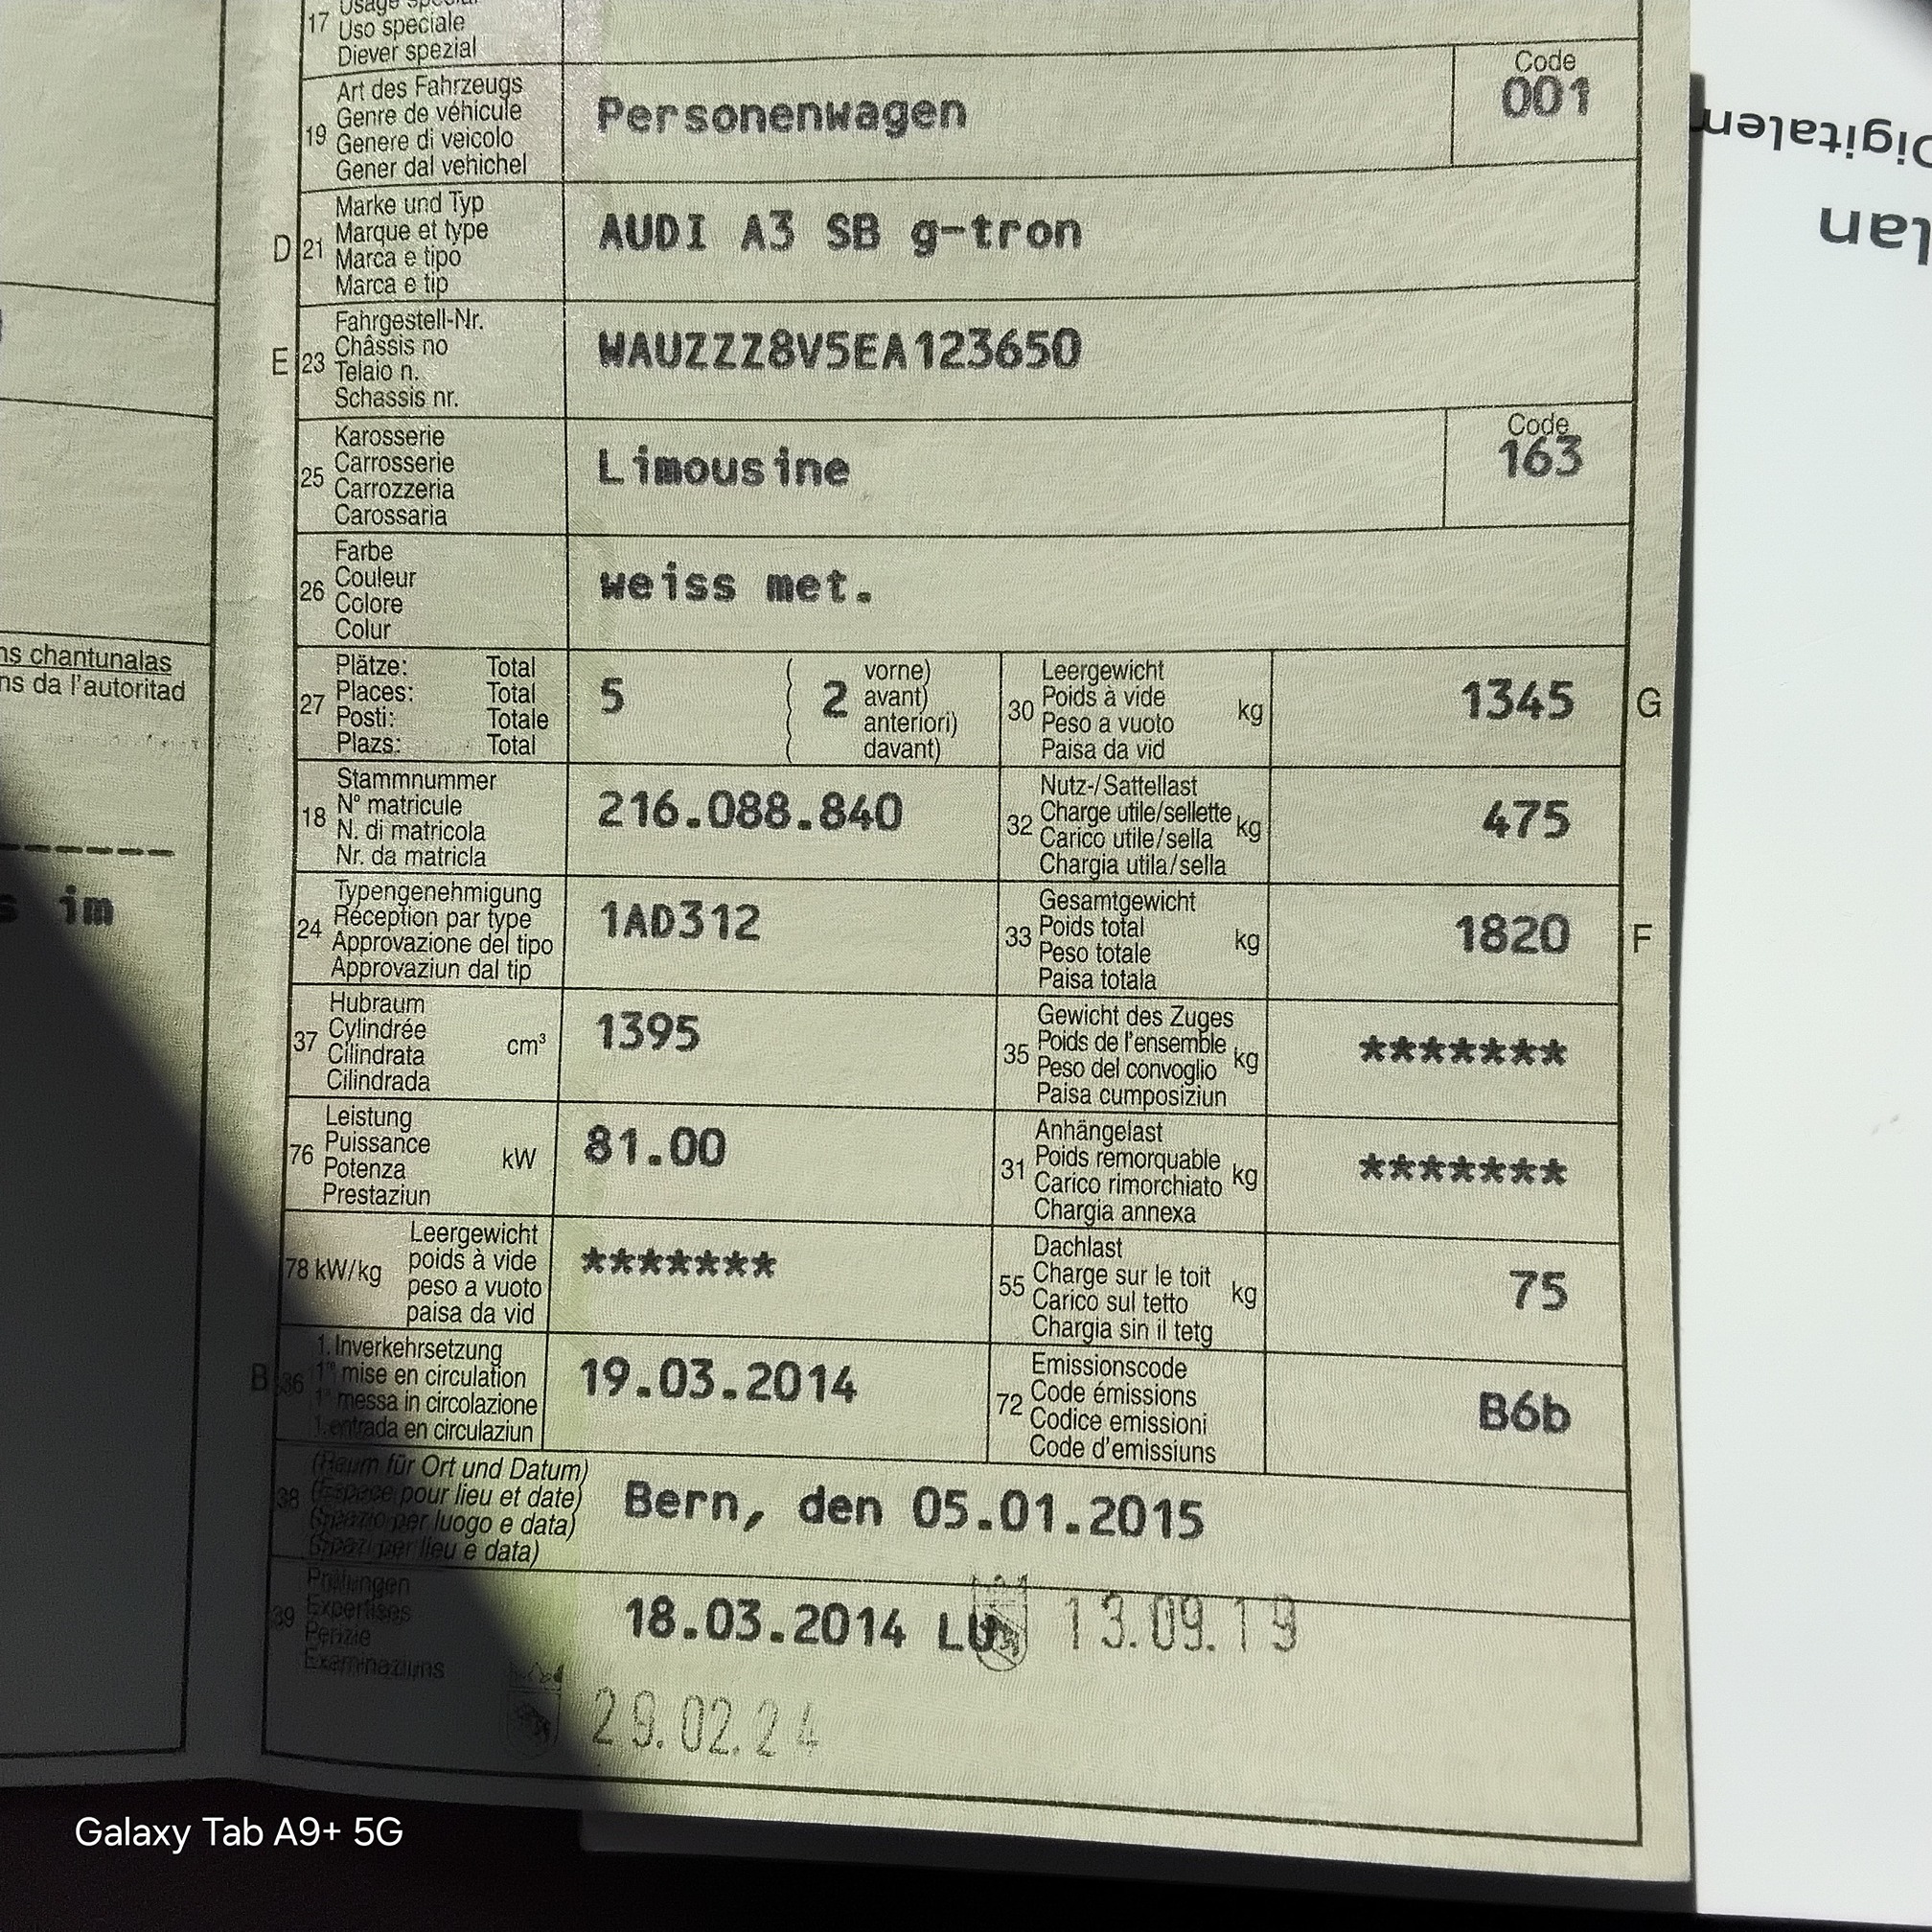 Usage special
17 Uso speciale
Diever spezial
Art des Fahrzeugs
Genre de véhicule
19 Genere di veicolo
Gener dal vehichel
Personenwagen
Code
001
Marke und Typ
Marque et type
D 21 Marca e tipo
Marca e tip
AUDI A3 SB g-tron
Fahrgestell-Nr.
Châssis no
E 23 Telaio n.
Schassis nr.
WAUZZZ8V5EA123650
Karosserie
Carrosserie
25 Carrozzeria
Carossaria
Limousine
Code
163
Farbe
Couleur
26 Colore
Colur
weiss met.
Plätze: Total
Places: Total
27 Posti: Totale
Plazs: Total
5
( 2 vorne)
avant)
( anteriori)
( davant)
Leergewicht
Poids à vide
30 Peso a vuoto kg
Paisa da vid
1345 G
Stammnummer
N° matricule
18 N. di matricola
Nr. da matricla
216.088.840
Nutz-/Sattellast
Charge utile/sellette
32 Carico utile/sella kg
Chargia utila/sella
475
Typengenehmigung
Réception par type
24 Approvazione del tipo
Approvaziun dal tip
1AD312
Gesamtgewicht
Poids total
33 Peso totale kg
Paisa totala
1820 F
Hubraum
Cylindrée
37 Cilindrata cm³
Cilindrada
1395
Gewicht des Zuges
Poids de l'ensemble
35 Peso del convoglio kg
Paisa cumposiziun
*******
Leistung
Puissance
76 Potenza kW
Prestaziun
81.00
Anhängelast
Poids remorquable
31 Carico rimorchiato kg
Chargia annexa
*******
Leergewicht
78 kW/kg poids à vide
peso a vuoto
paisa da vid
*******
Dachlast
Charge sur le toit
55 Carico sul tetto kg
Chargia sin il tetg
75
1. Inverkehrsetzung
B 36 1re mise en circulation
1a messa in circolazione
1. entrada en circulaziun
19.03.2014
Emissionscode
Code émissions
72 Codice emissioni
Code d'emissiuns
B6b
(Raum für Ort und Datum)
38 (Espace pour lieu et date)
(Spazio per luogo e data)
(Spazi per lieu e data)
Bern, den 05.01.2015
Prüfungen
39 Expertises
Perizie
Examinaziuns
18.03.2014 LU
13.09.19
29.02.24
ns chantunalas
ns da l'autoritad
s im
Digitalen
lan
Galaxy Tab A9+ 5G